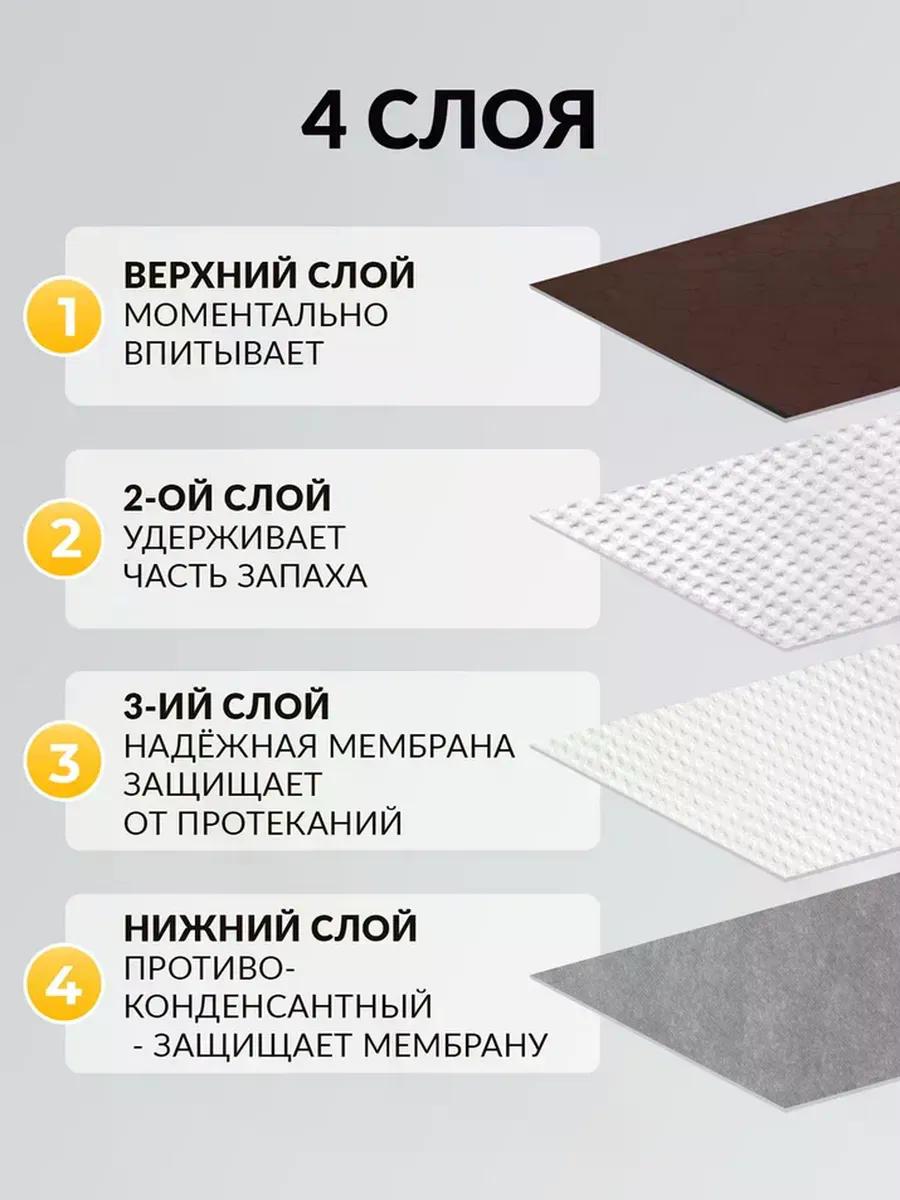 4 СЛОЯ
1
ВЕРХНИЙ СЛОЙ
МОМЕНТАЛЬНО
ВПИТЫВАЕТ
2
2-ОЙ СЛОЙ
УДЕРЖИВАЕТ
ЧАСТЬ ЗАПАХА
3
3-ИЙ СЛОЙ
НАДЁЖНАЯ МЕМБРАНА
ЗАЩИЩАЕТ
ОТ ПРОТЕКАНИЙ
4
НИЖНИЙ СЛОЙ
ПРОТИВО-
КОНДЕНСАНТНЫЙ
- ЗАЩИЩАЕТ МЕМБРАНУ